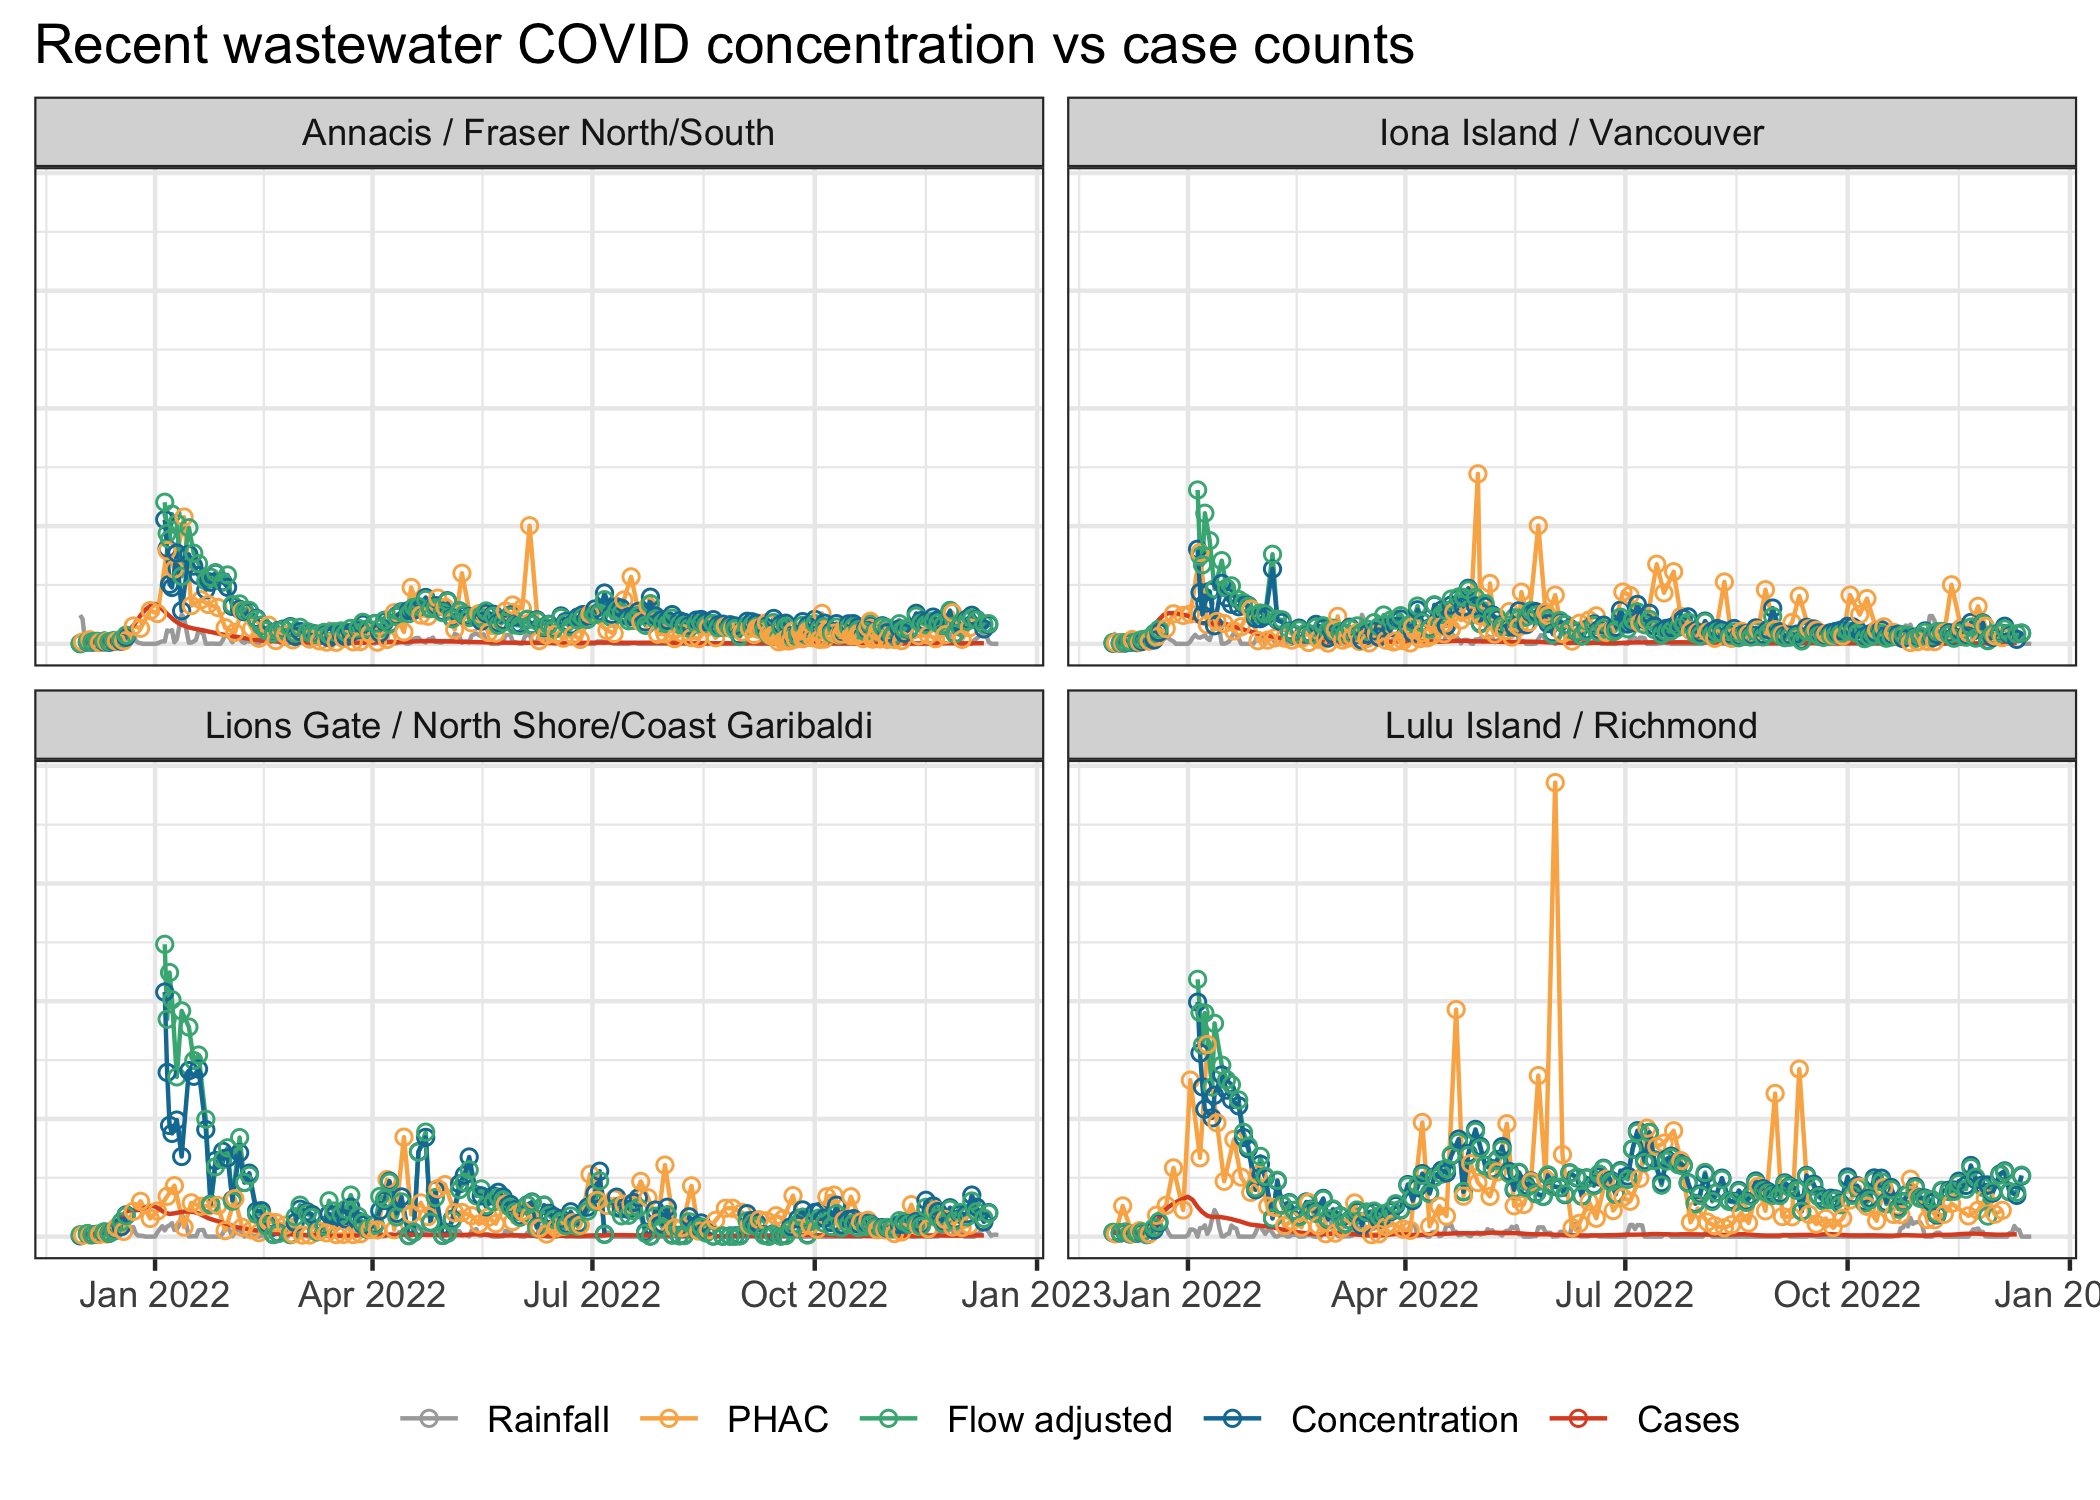 Recent wastewater COVID concentration vs case counts
Annacis / Fraser North/South
Iona Island / Vancouver
Lions Gate / North Shore/Coast Garibaldi
Lulu Island / Richmond
Jan 2022 Apr 2022 Jul 2022 Oct 2022 Jan 2023 Jan 2022 Apr 2022 Jul 2022 Oct 2022 Jan 20
Rainfall PHAC Flow adjusted Concentration Cases